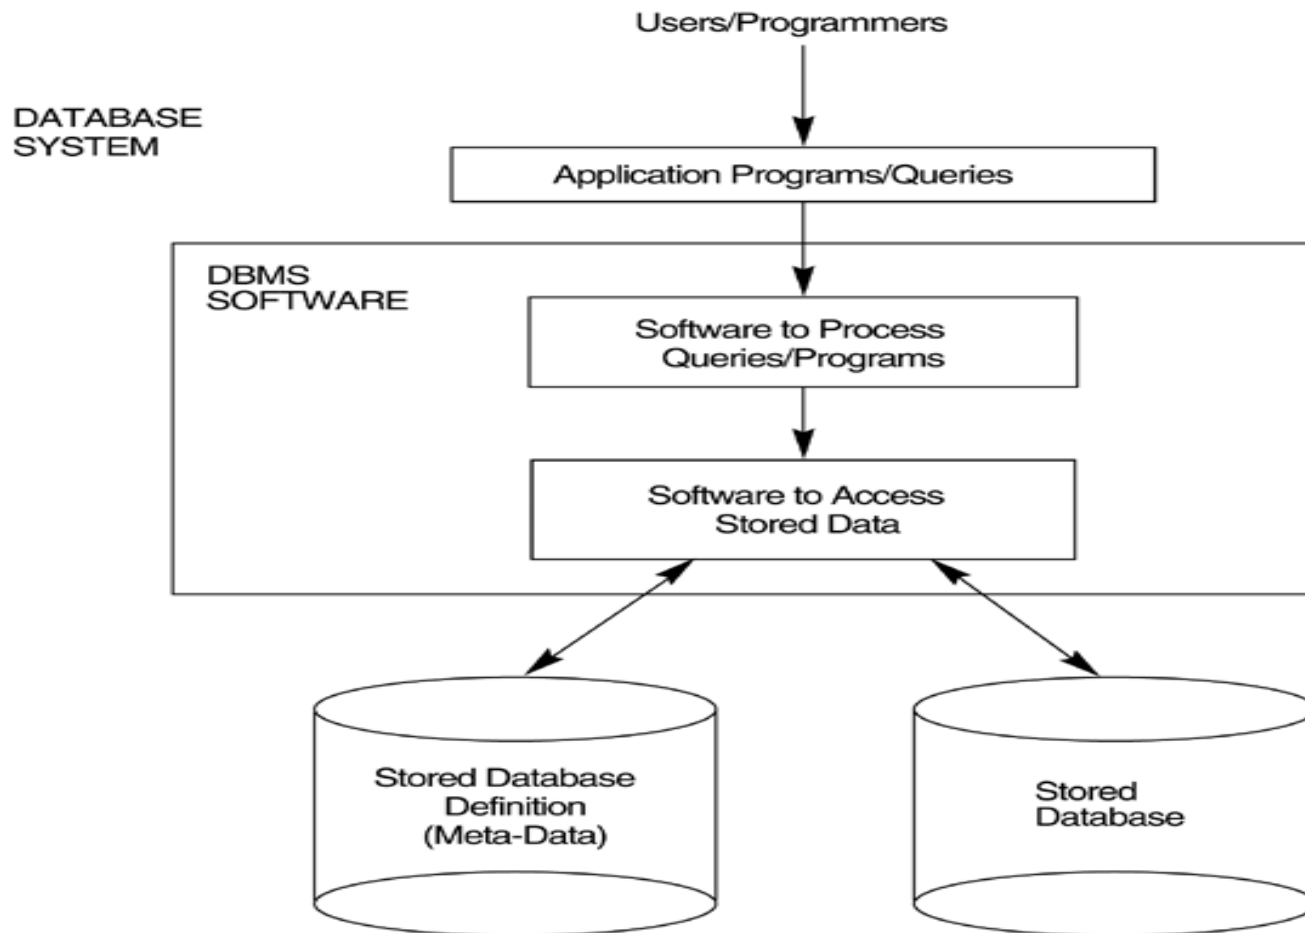 Users/Programmers
DATABASE
SYSTEM
Application Programs/Queries
DBMS
SOFTWARE
Software to Process
Queries/Programs
Software to Access
Stored Data
Stored Database
Definition
(Meta-Data)
Stored
Database